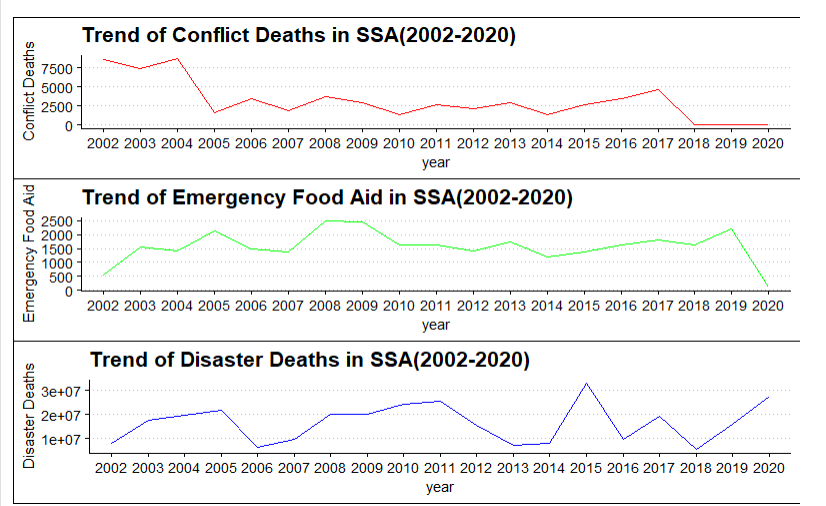 Trend of Conflict Deaths in SSA(2002-2020)
Conflict Deaths
7500
5000
2500
0
2002 2003 2004 2005 2006 2007 2008 2009 2010 2011 2012 2013 2014 2015 2016 2017 2018 2019 2020
year
Trend of Emergency Food Aid in SSA(2002-2020)
Emergency Food Aid
2500
2000
1500
1000
500
0
2002 2003 2004 2005 2006 2007 2008 2009 2010 2011 2012 2013 2014 2015 2016 2017 2018 2019 2020
year
Trend of Disaster Deaths in SSA(2002-2020)
Disaster Deaths
3e+07
2e+07
1e+07
2002 2003 2004 2005 2006 2007 2008 2009 2010 2011 2012 2013 2014 2015 2016 2017 2018 2019 2020
year